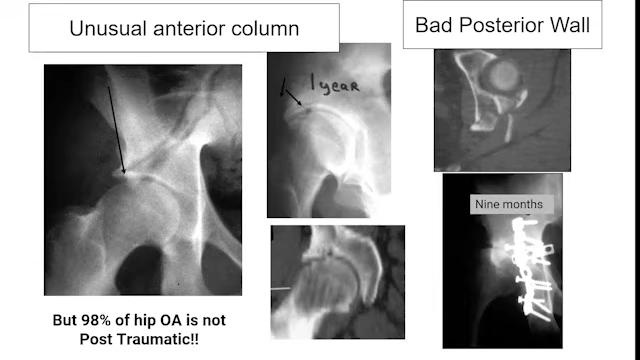 Unusual anterior column
Bad Posterior Wall
1 year
Nine months
But 98% of hip OA is not
Post Traumatic!!